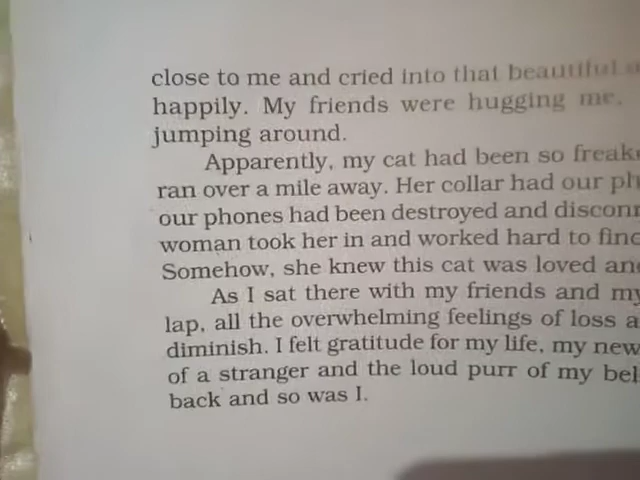 close to me and cried into that beautiful
happily. My friends were hugging me,
jumping around.
Apparently, my cat had been so freak
ran over a mile away. Her collar had our ph
our phones had been destroyed and disconn
woman took her in and worked hard to find
Somehow, she knew this cat was loved and
As I sat there with my friends and my
lap, all the overwhelming feelings of loss a
diminish. I felt gratitude for my life, my new
of a stranger and the loud purr of my bel
back and so was I.